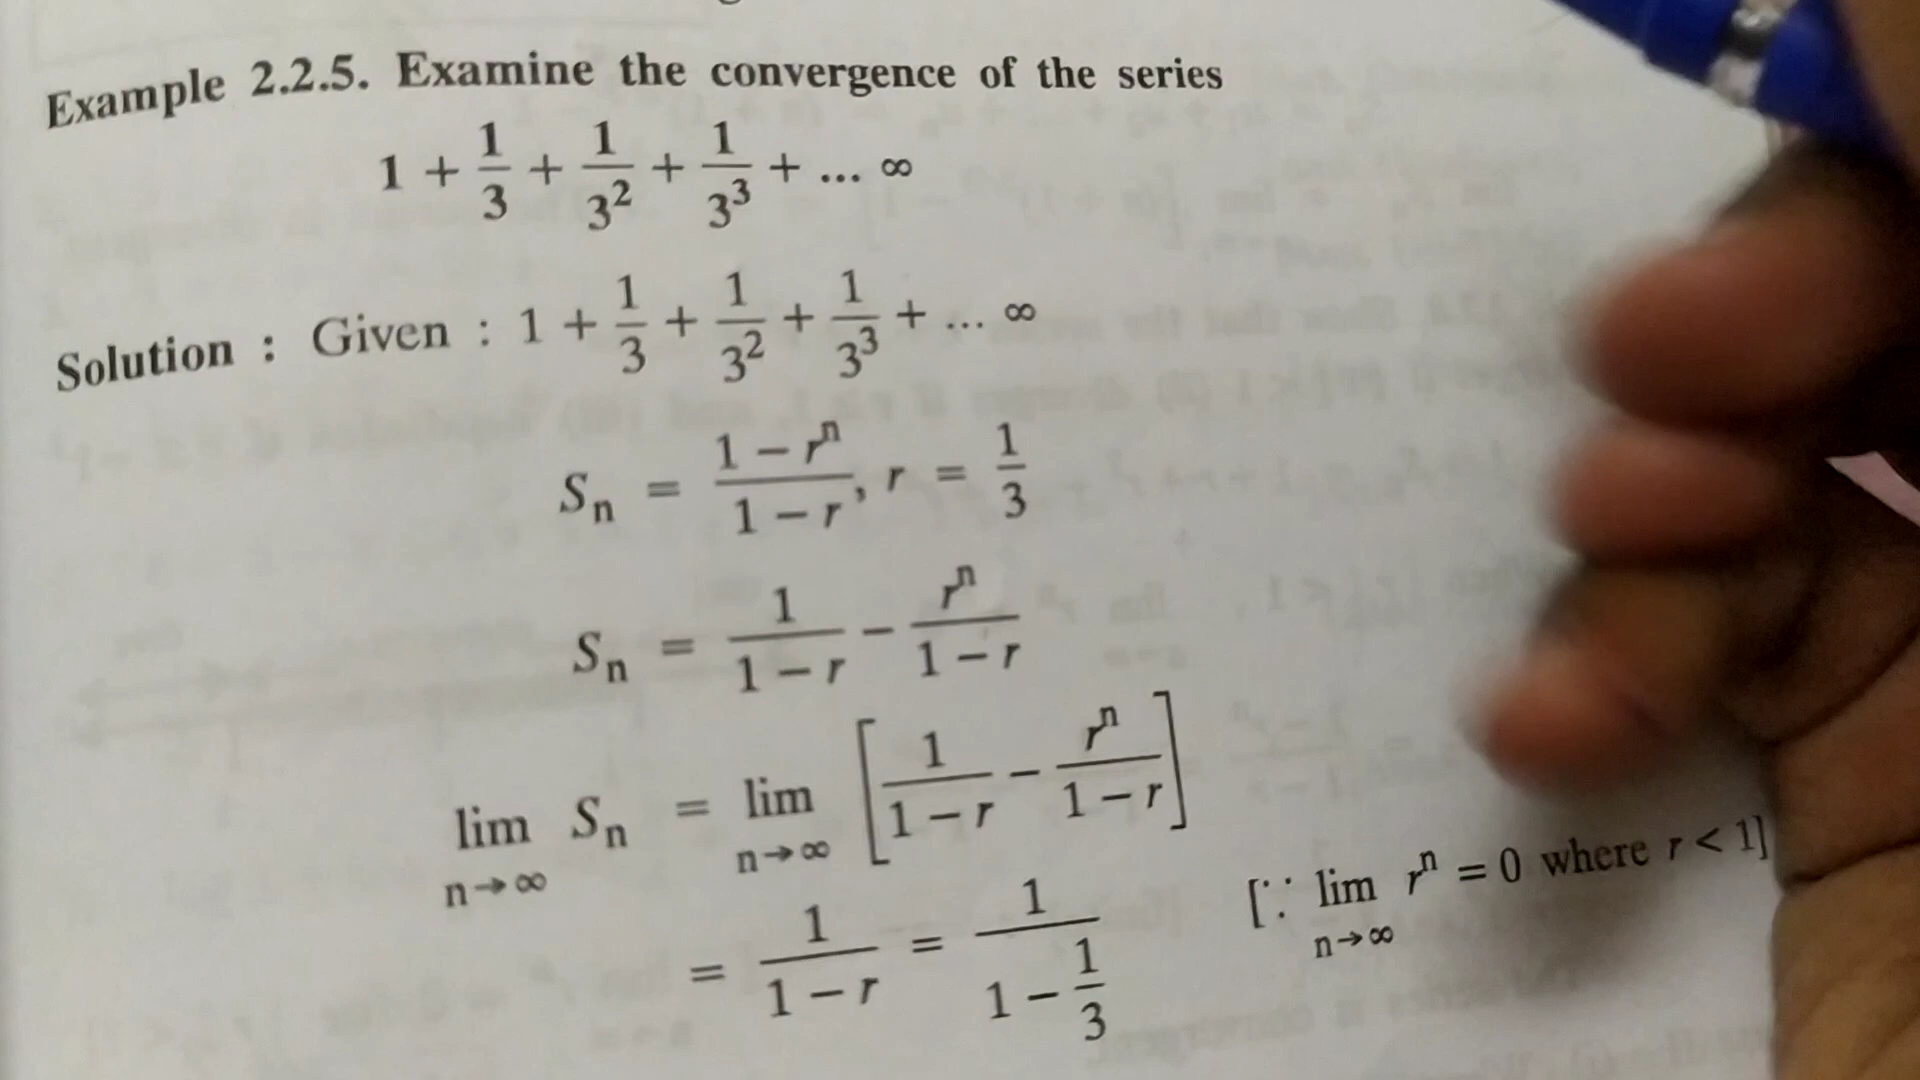 Example 2.2.5. Examine the convergence of the series
1 + 1/3 + 1/3² + 1/3³ + ... ∞
Solution : Given : 1 + 1/3 + 1/3² + 1/3³ + ... ∞
Sₙ = (1 − rⁿ)/(1 − r), r = 1/3
Sₙ = 1/(1 − r) − rⁿ/(1 − r)
lim n→∞ Sₙ = lim n→∞ [1/(1 − r) − rⁿ/(1 − r)]
= 1/(1 − r) = 1/(1 − 1/3) [∵ lim n→∞ rⁿ = 0 where r < 1]